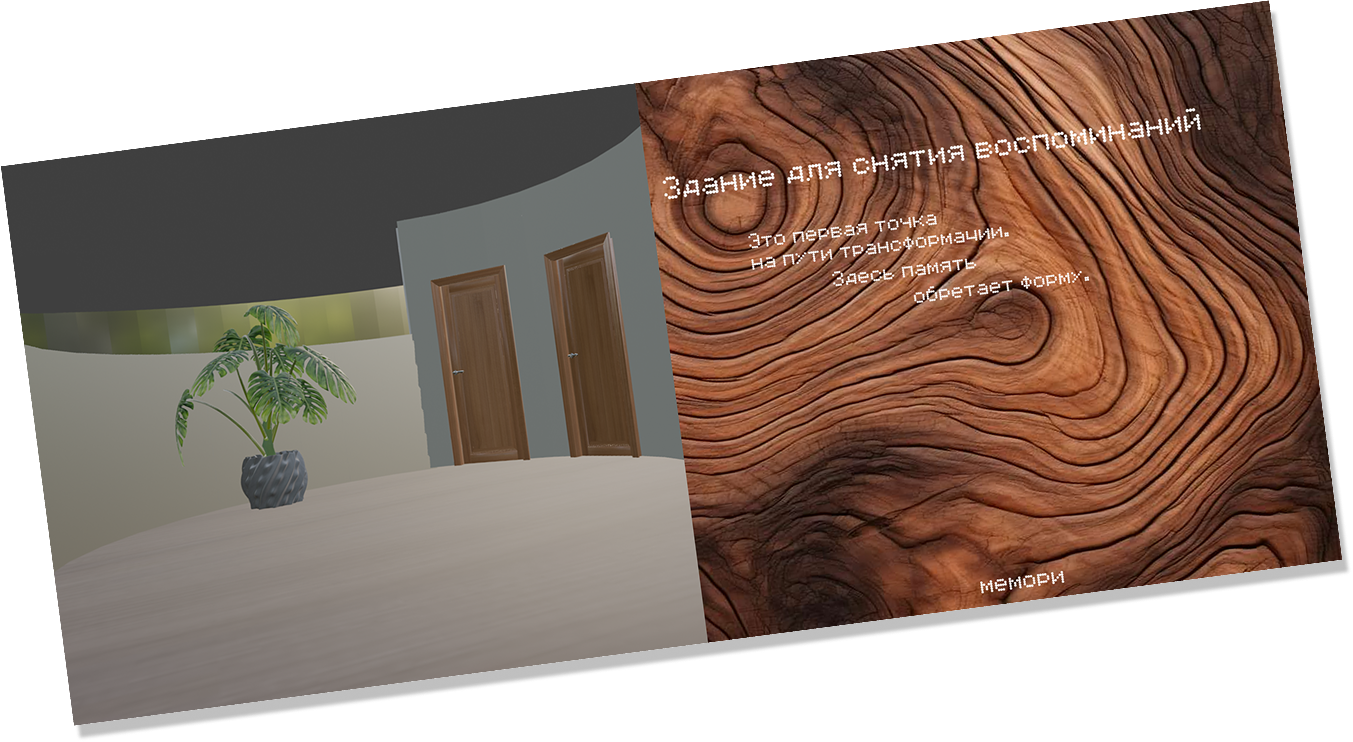 Здание для снятия воспоминаний
Это первая точка
на пути трансформации.
Здесь память
обретает форму.
мемори